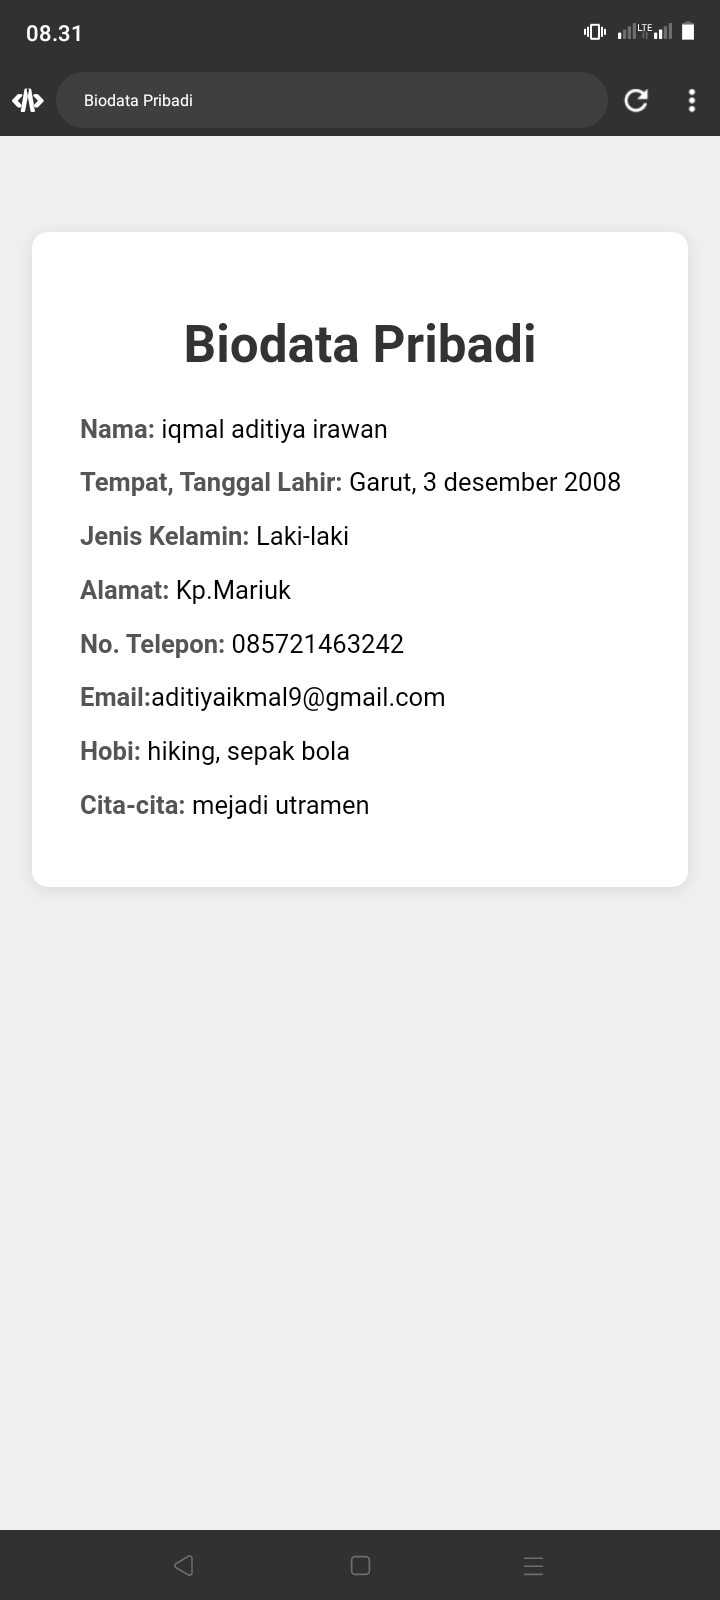 08.31
LTE
Biodata Pribadi
Biodata Pribadi
Nama: iqmal aditiya irawan
Tempat, Tanggal Lahir: Garut, 3 desember 2008
Jenis Kelamin: Laki-laki
Alamat: Kp.Mariuk
No. Telepon: 085721463242
Email:aditiyaikmal9@gmail.com
Hobi: hiking, sepak bola
Cita-cita: mejadi utramen